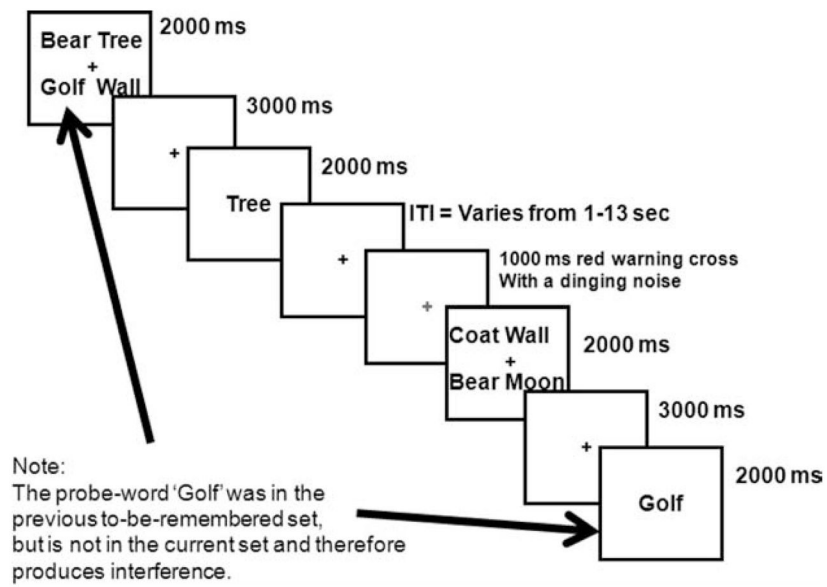 Bear Tree
+
Golf Wall
2000 ms
+
3000 ms
Tree
2000 ms
+
ITI = Varies from 1-13 sec
+
1000 ms red warning cross
With a dinging noise
Coat Wall
+
Bear Moon
2000 ms
+
3000 ms
Golf
2000 ms
Note:
The probe-word 'Golf' was in the
previous to-be-remembered set,
but is not in the current set and therefore
produces interference.